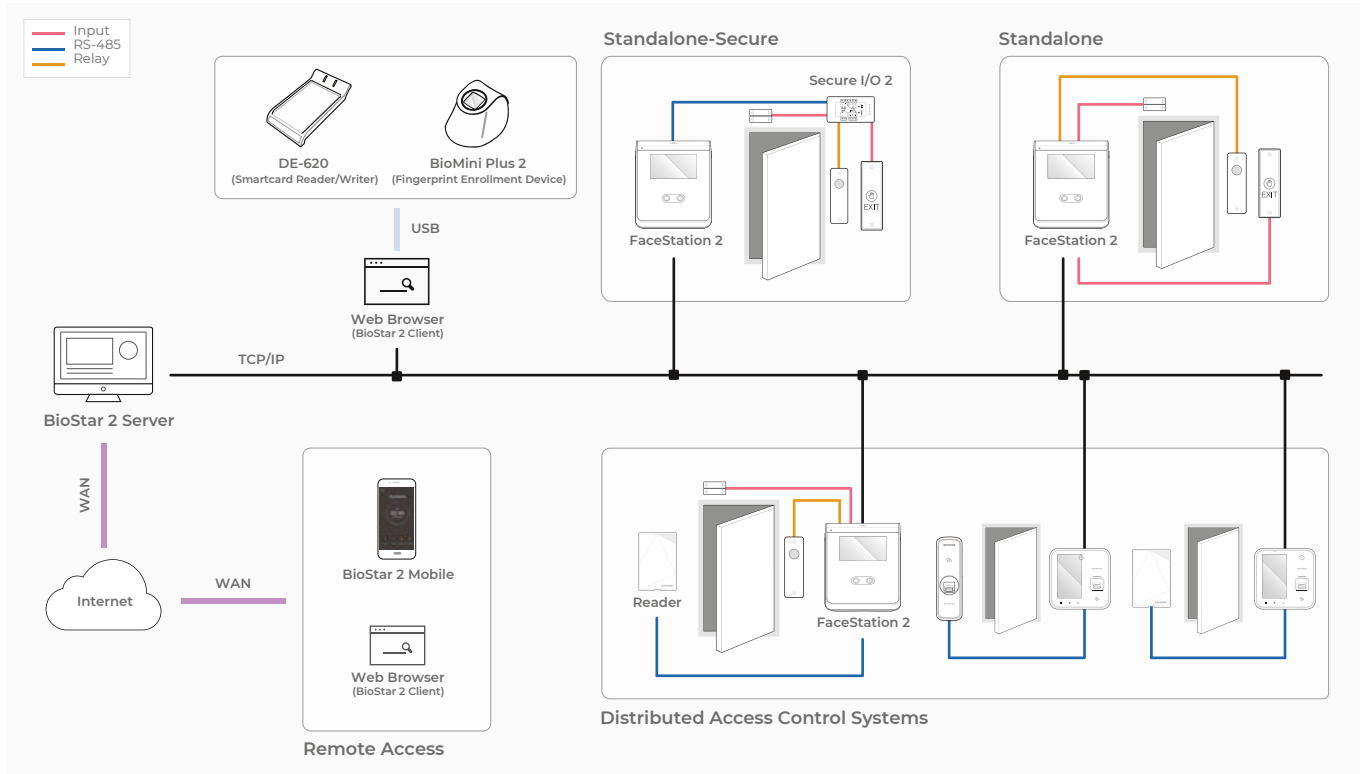 Input
RS-485
Relay
DE-620
(Smartcard Reader/Writer)
BioMini Plus 2
(Fingerprint Enrollment Device)
USB
Web Browser
(BioStar 2 Client)
Standalone-Secure
Secure I/O 2
EXIT
FaceStation 2
Standalone
EXIT
FaceStation 2
TCP/IP
BioStar 2 Server
WAN
Internet
WAN
BioStar 2 Mobile
Web Browser
(BioStar 2 Client)
Remote Access
Reader
FaceStation 2
Distributed Access Control Systems